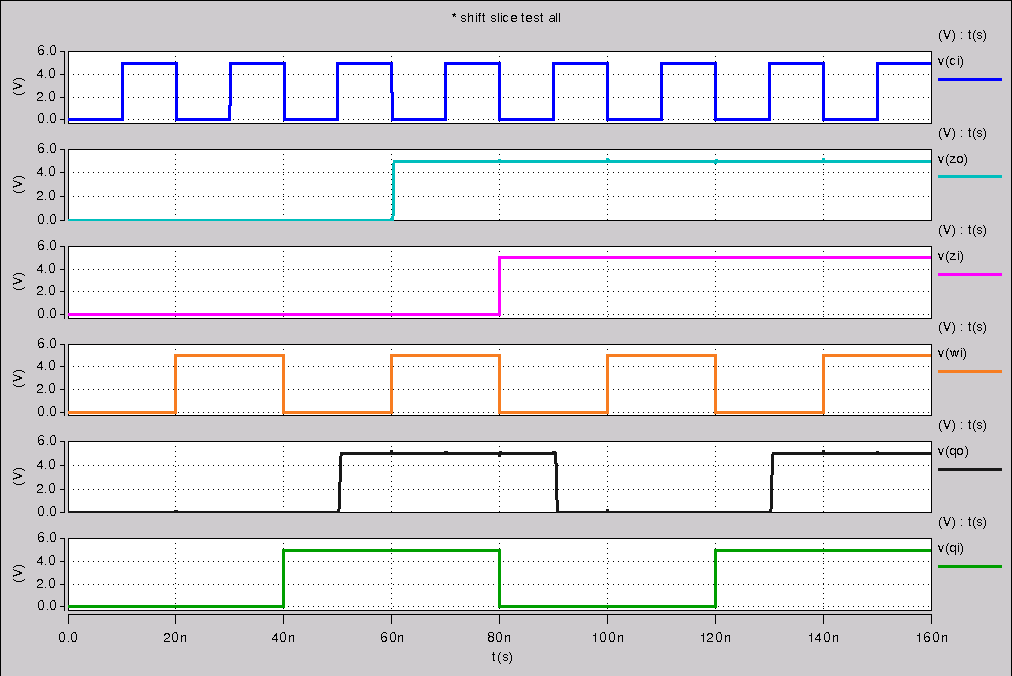 * shift slice test all
(V) : t(s)
6.0
v(ci)
4.0
(V)
2.0
0.0
(V) : t(s)
6.0
v(zo)
4.0
(V)
2.0
0.0
(V) : t(s)
6.0
v(zi)
4.0
(V)
2.0
0.0
(V) : t(s)
6.0
v(wi)
4.0
(V)
2.0
0.0
(V) : t(s)
6.0
v(qo)
4.0
(V)
2.0
0.0
(V) : t(s)
6.0
v(qi)
4.0
(V)
2.0
0.0
0.0 20n 40n 60n 80n 100n 120n 140n 160n
t(s)